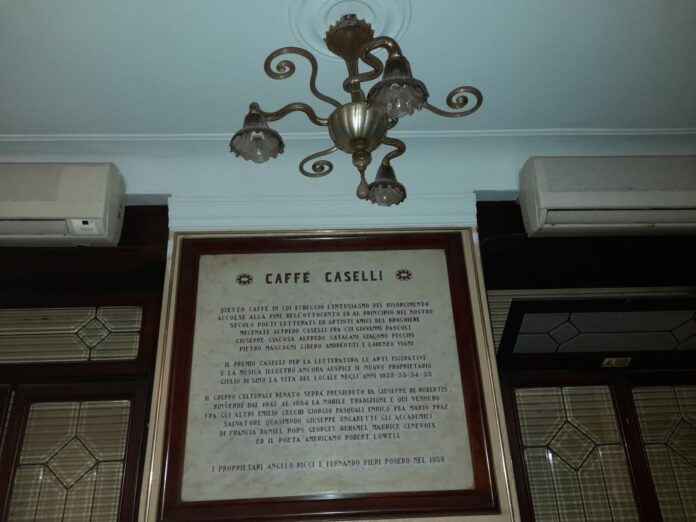 CAFFÈ CASELLI
QUESTO CAFFÈ IN CUI ECHEGGIÒ L'ENTUSIASMO DEL RISORGIMENTO
ACCOLSE ALLA FINE DELL'OTTOCENTO ED AL PRINCIPIO DEL NOSTRO
SECOLO POETI LETTERATI ED ARTISTI AMICI DEL DROGHIERE
MECENATE ALFREDO CASELLI FRA CUI GIOVANNI PASCOLI
GIUSEPPE GIACOSA ALFREDO CATALANI GIACOMO PUCCINI
PIETRO MASCAGNI LIBERO ANDREOTTI E LORENZO VIANI
IL PREMIO CASELLI PER LA LETTERATURA LE ARTI FIGURATIVE
E LA MUSICA ILLUSTRÒ ANCORA AUSPICE IL NUOVO PROPRIETARIO
GIULIO DI SIMO LA VITA DEL LOCALE NEGLI ANNI 1932-33-34-35
IL GRUPPO CULTURALE RENATO SERRA PRESIEDUTO DA GIUSEPPE DE ROBERTIS
RINVERDÌ DAL 1947 AL 1954 LA NOBILE TRADIZIONE E QUI VENNERO
FRA GLI ALTRI EMILIO CECCHI GIORGIO PASQUALI ENRICO PEA MARIO PRAZ
SALVATORE QUASIMODO GIUSEPPE UNGARETTI GLI ACCADEMICI
DI FRANCIA DANIEL ROPS GEORGES DUHAMEL MAURICE GENEVOIX
ED IL POETA AMERICANO ROBERT LOWELL
I PROPRIETARI ANGELO RICCI E FERNANDO PIERI POSERO NEL 1958